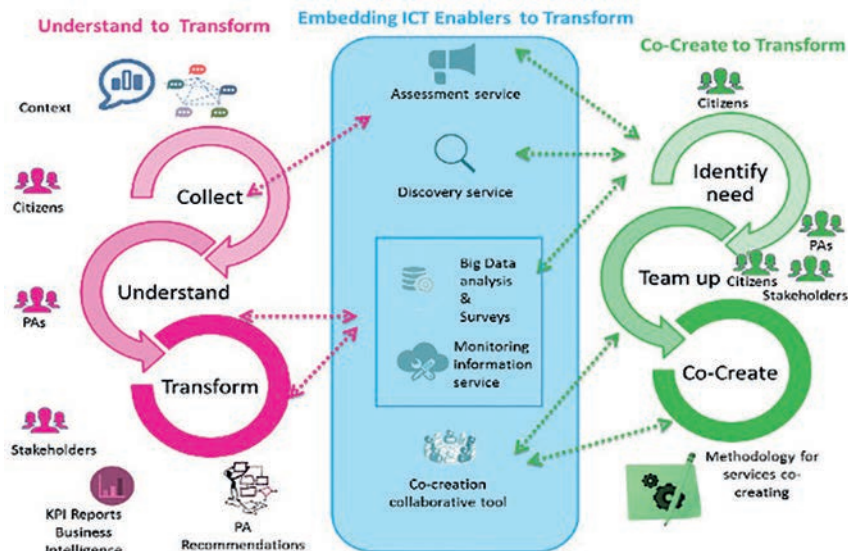 Understand to Transform
Embedding ICT Enablers to Transform
Co-Create to Transform
Context
Citizens
PAs
Stakeholders
Collect
Understand
Transform
KPI Reports
Business
Intelligence
PA
Recommendations
Assessment service
Discovery service
Big Data
analysis
&
Surveys
Monitoring
Information
service
Co-creation
collaborative tool
Citizens
Identify
need
PAs
Team up
Citizens
Stakeholders
Co-Create
Methodology for
services co-
creating